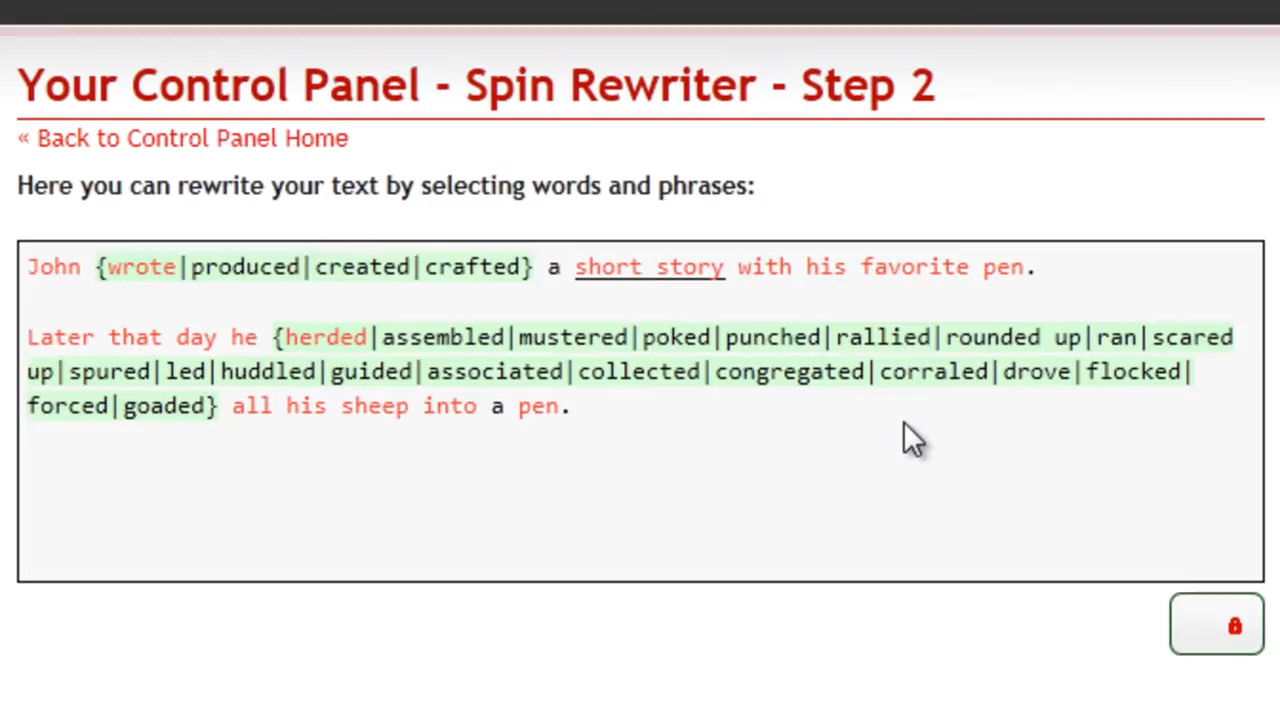 Your Control Panel - Spin Rewriter - Step 2
« Back to Control Panel Home
Here you can rewrite your text by selecting words and phrases:
John {wrote|produced|created|crafted} a short story with his favorite pen.
Later that day he {herded|assembled|mustered|poked|punched|rallied|rounded up|ran|scared
up|spured|led|huddled|guided|associated|collected|congregated|corraled|drove|flocked|
forced|goaded} all his sheep into a pen.